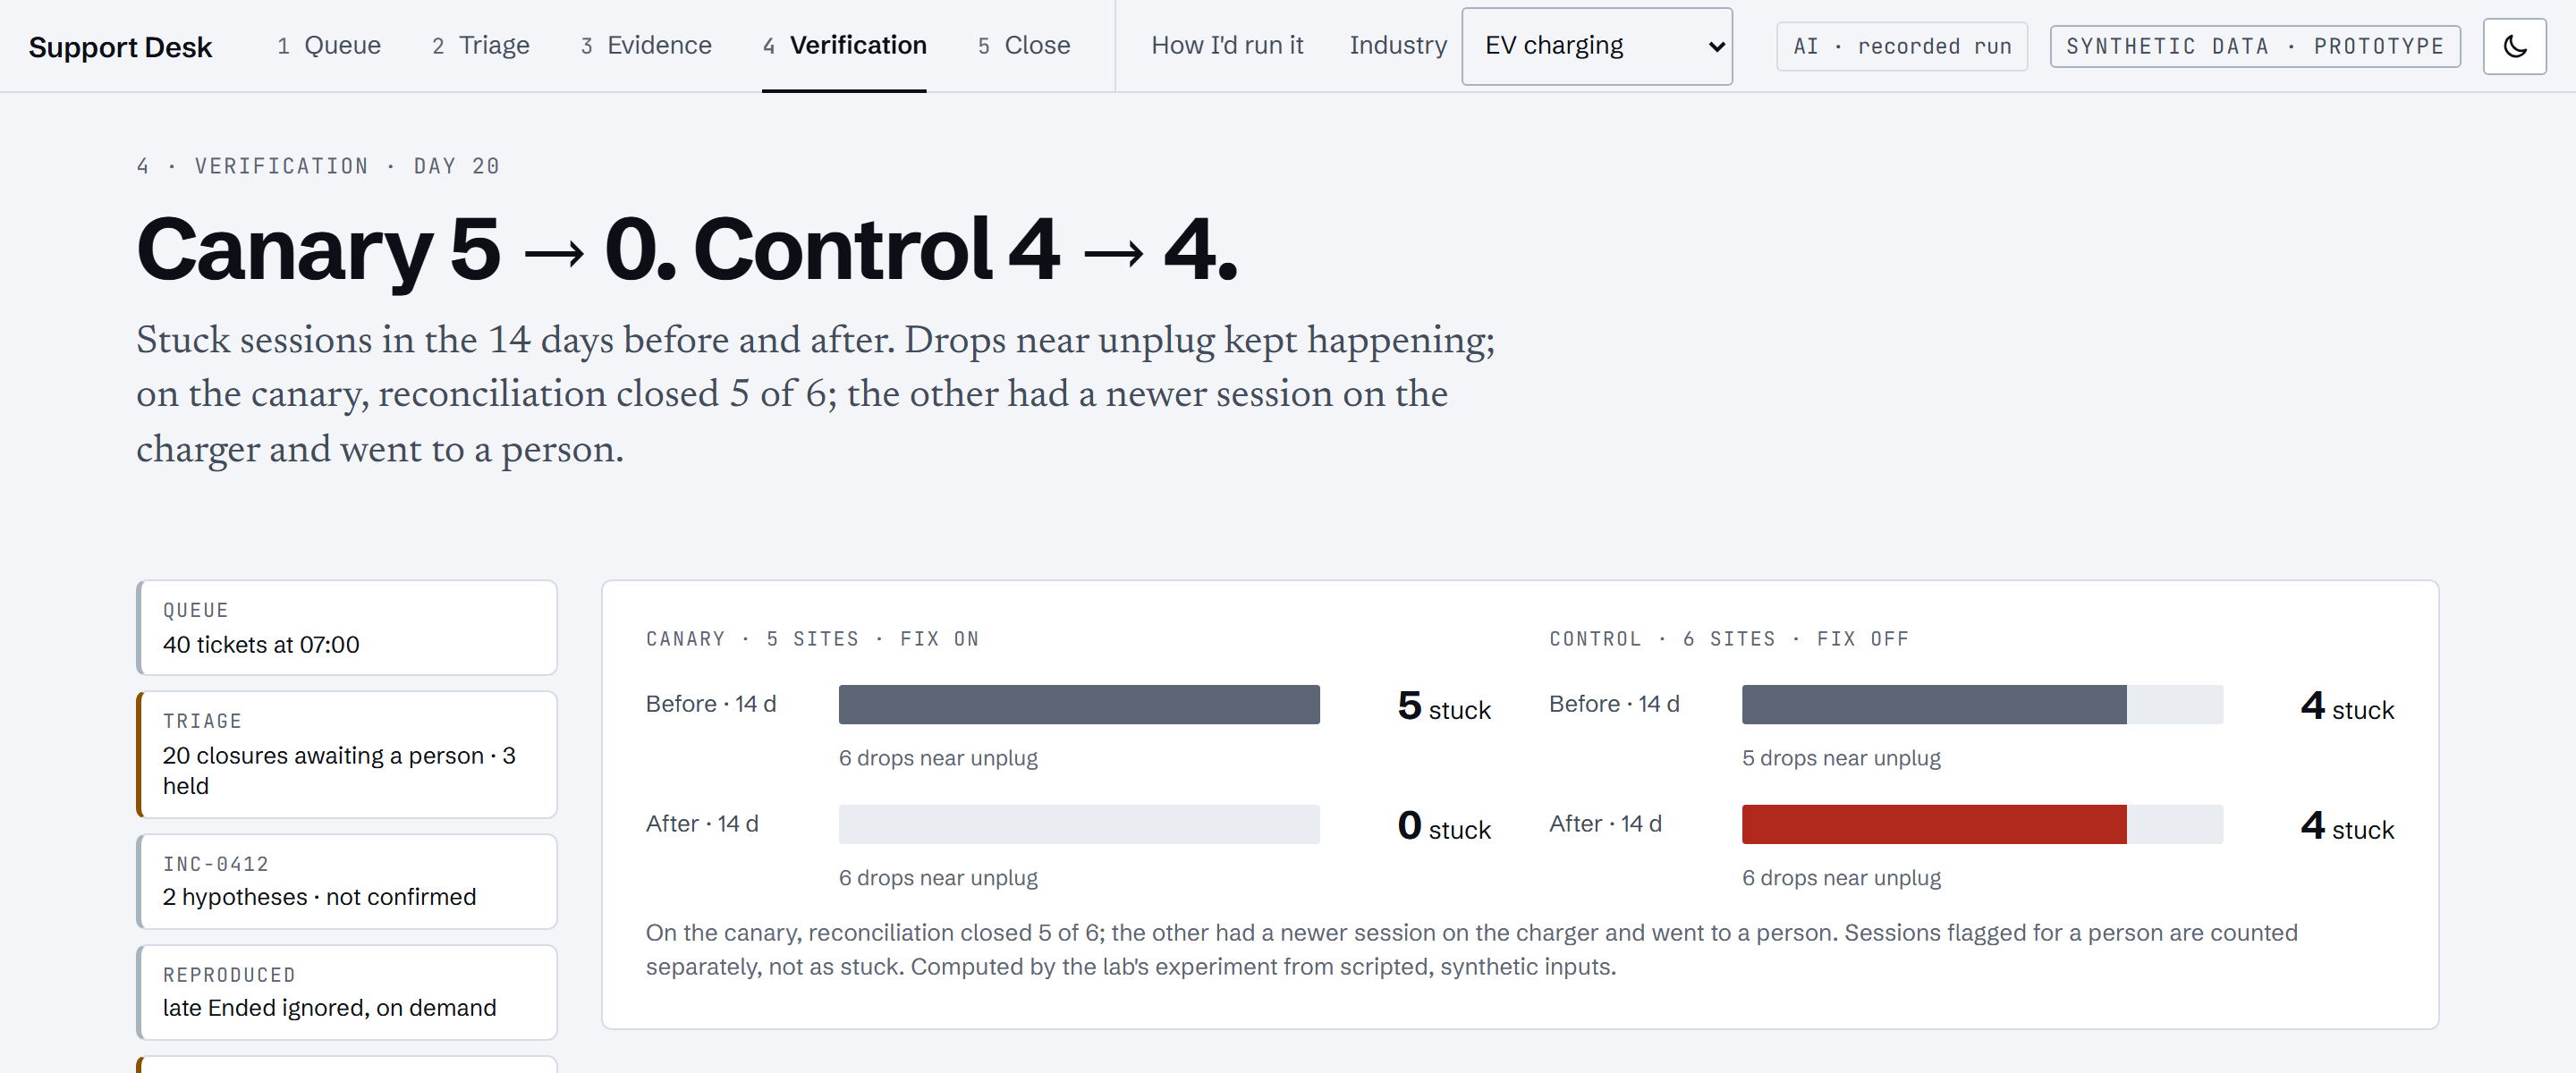 Support Desk
1 Queue
2 Triage
3 Evidence
4 Verification
5 Close
How I'd run it
Industry
EV charging
AI · recorded run
SYNTHETIC DATA · PROTOTYPE
4 · VERIFICATION · DAY 20
Canary 5 → 0. Control 4 → 4.
Stuck sessions in the 14 days before and after. Drops near unplug kept happening;
on the canary, reconciliation closed 5 of 6; the other had a newer session on the
charger and went to a person.
QUEUE
40 tickets at 07:00
TRIAGE
20 closures awaiting a person · 3
held
INC-0412
2 hypotheses · not confirmed
REPRODUCED
late Ended ignored, on demand
CANARY · 5 SITES · FIX ON
Before · 14 d
5 stuck
6 drops near unplug
After · 14 d
0 stuck
6 drops near unplug
CONTROL · 6 SITES · FIX OFF
Before · 14 d
4 stuck
5 drops near unplug
After · 14 d
4 stuck
6 drops near unplug
On the canary, reconciliation closed 5 of 6; the other had a newer session on the charger and went to a person. Sessions flagged for a person are counted
separately, not as stuck. Computed by the lab's experiment from scripted, synthetic inputs.